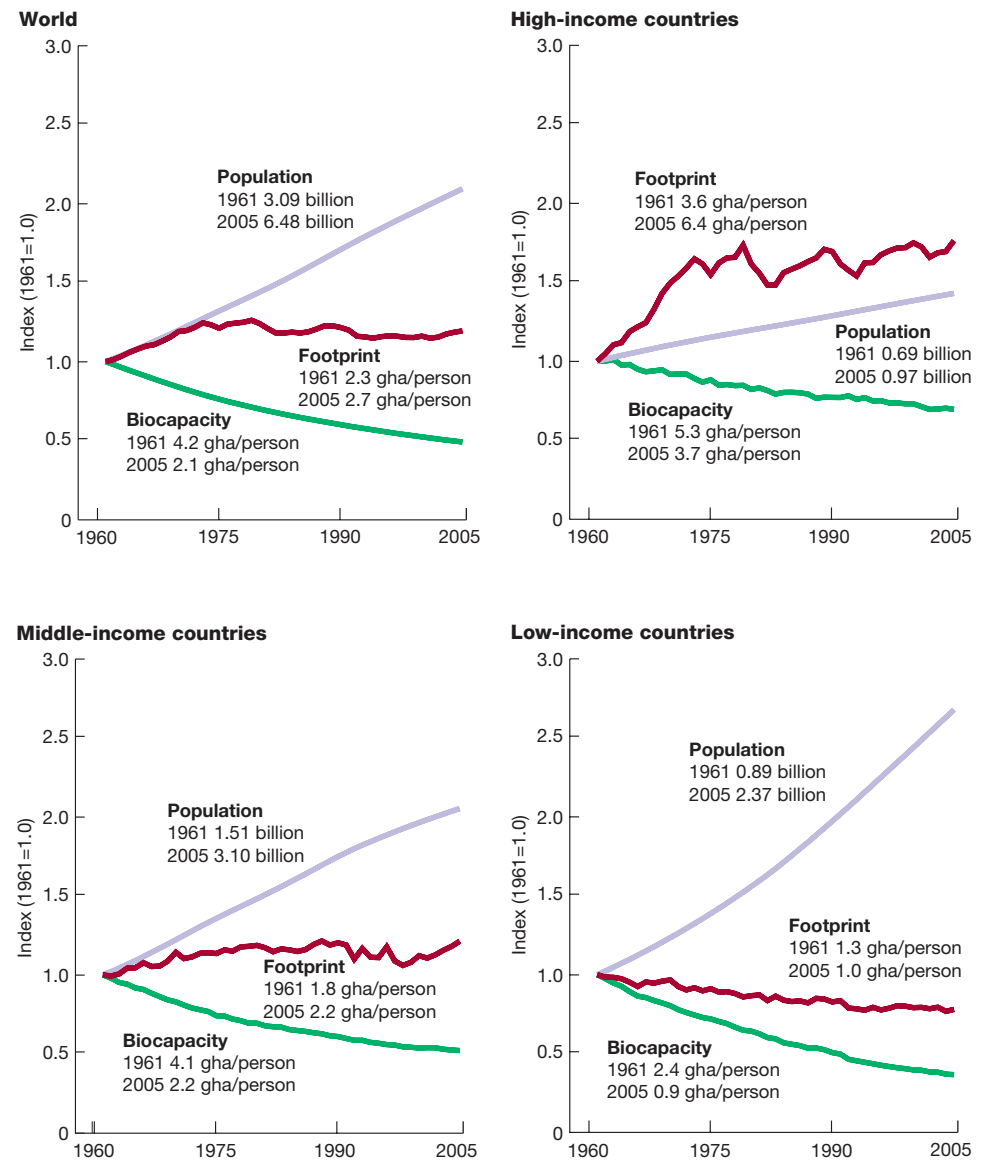 World
3.0
2.5
2.0
1.5
1.0
0.5
0
Index (1961=1.0)
Population
1961 3.09 billion
2005 6.48 billion
Footprint
1961 2.3 gha/person
2005 2.7 gha/person
Biocapacity
1961 4.2 gha/person
2005 2.1 gha/person
1960 1975 1990 2005
High-income countries
3.0
2.5
2.0
1.5
1.0
0.5
0
Index (1961=1.0)
Footprint
1961 3.6 gha/person
2005 6.4 gha/person
Population
1961 0.69 billion
2005 0.97 billion
Biocapacity
1961 5.3 gha/person
2005 3.7 gha/person
1960 1975 1990 2005
Middle-income countries
3.0
2.5
2.0
1.5
1.0
0.5
0
Index (1961=1.0)
Population
1961 1.51 billion
2005 3.10 billion
Footprint
1961 1.8 gha/person
2005 2.2 gha/person
Biocapacity
1961 4.1 gha/person
2005 2.2 gha/person
1960 1975 1990 2005
Low-income countries
3.0
2.5
2.0
1.5
1.0
0.5
0
Index (1961=1.0)
Population
1961 0.89 billion
2005 2.37 billion
Footprint
1961 1.3 gha/person
2005 1.0 gha/person
Biocapacity
1961 2.4 gha/person
2005 0.9 gha/person
1960 1975 1990 2005